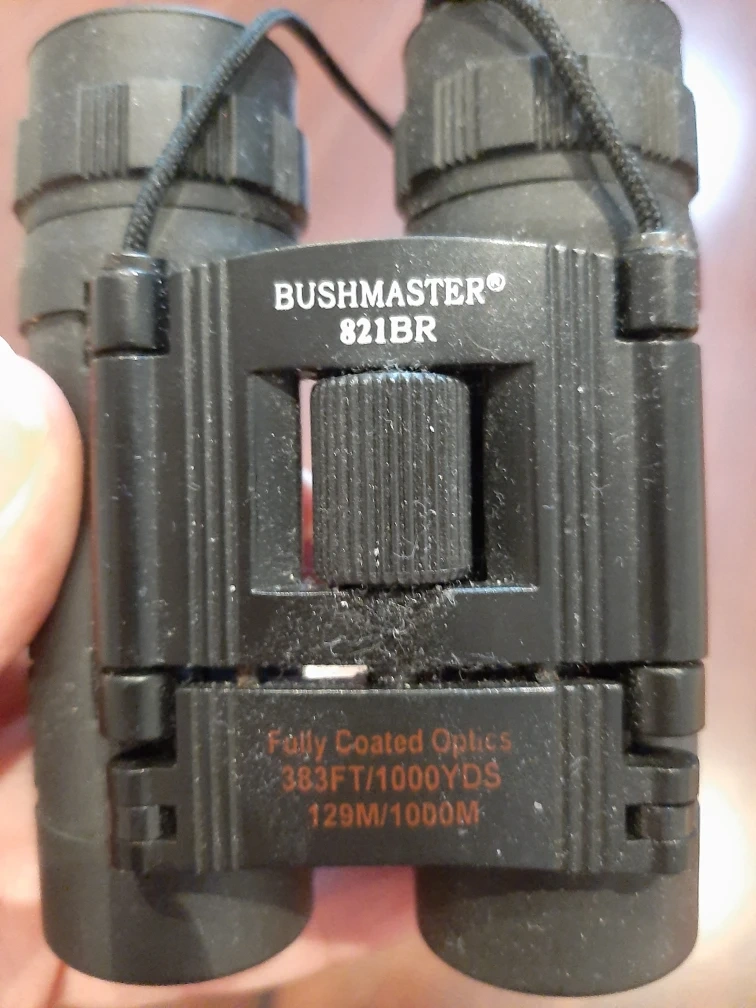 BUSHMASTER®
821BR
Fully Coated Optics
383FT/1000YDS
129M/1000M